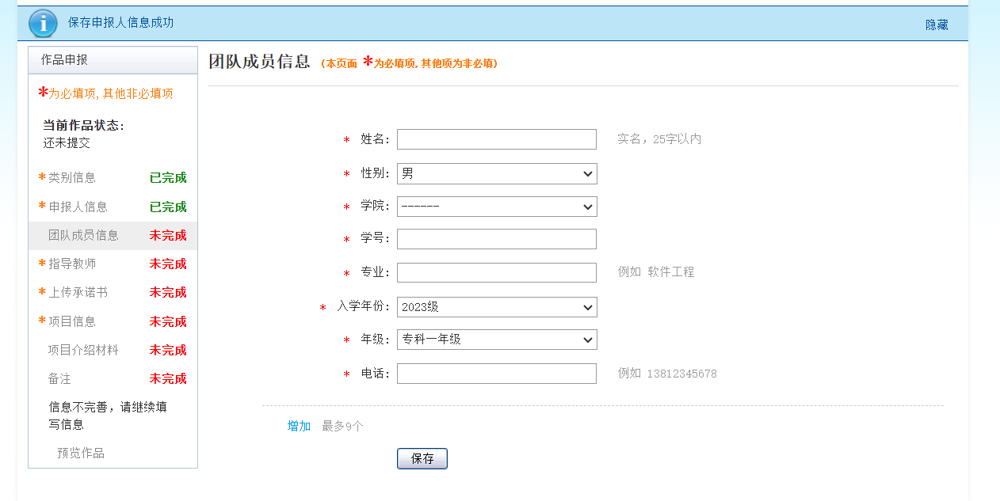 保存申报人信息成功
隐藏
作品申报
*为必填项, 其他非必填项
当前作品状态:
还未提交
*类别信息 已完成
*申报人信息 已完成
团队成员信息 未完成
*指导教师 未完成
*上传承诺书 未完成
*项目信息 未完成
项目介绍材料 未完成
备注 未完成
信息不完善，请继续填
写信息
预览作品
团队成员信息 (本页面 *为必填项, 其他项为非必填)
* 姓名: 实名，25字以内
* 性别: 男
* 学院: ------
* 学号:
* 专业: 例如 软件工程
* 入学年份: 2023级
* 年级: 专科一年级
* 电话: 例如 13812345678
增加 最多9个
保存